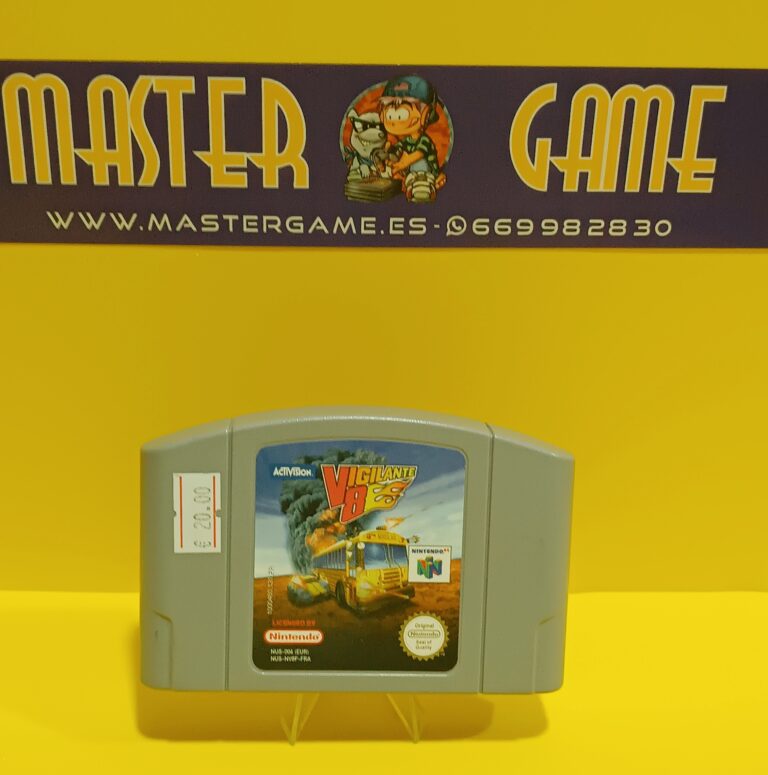 MASTER GAME
WWW.MASTERGAME.ES-669982830
€ 20.00
ACTIVISION.
VIGILANTE
8
NINTENDO 64
LICENSED BY
Nintendo
NUS-006 (EUR)
NUS-NV8P-FRA
Original
Nintendo
Seal of
Quality